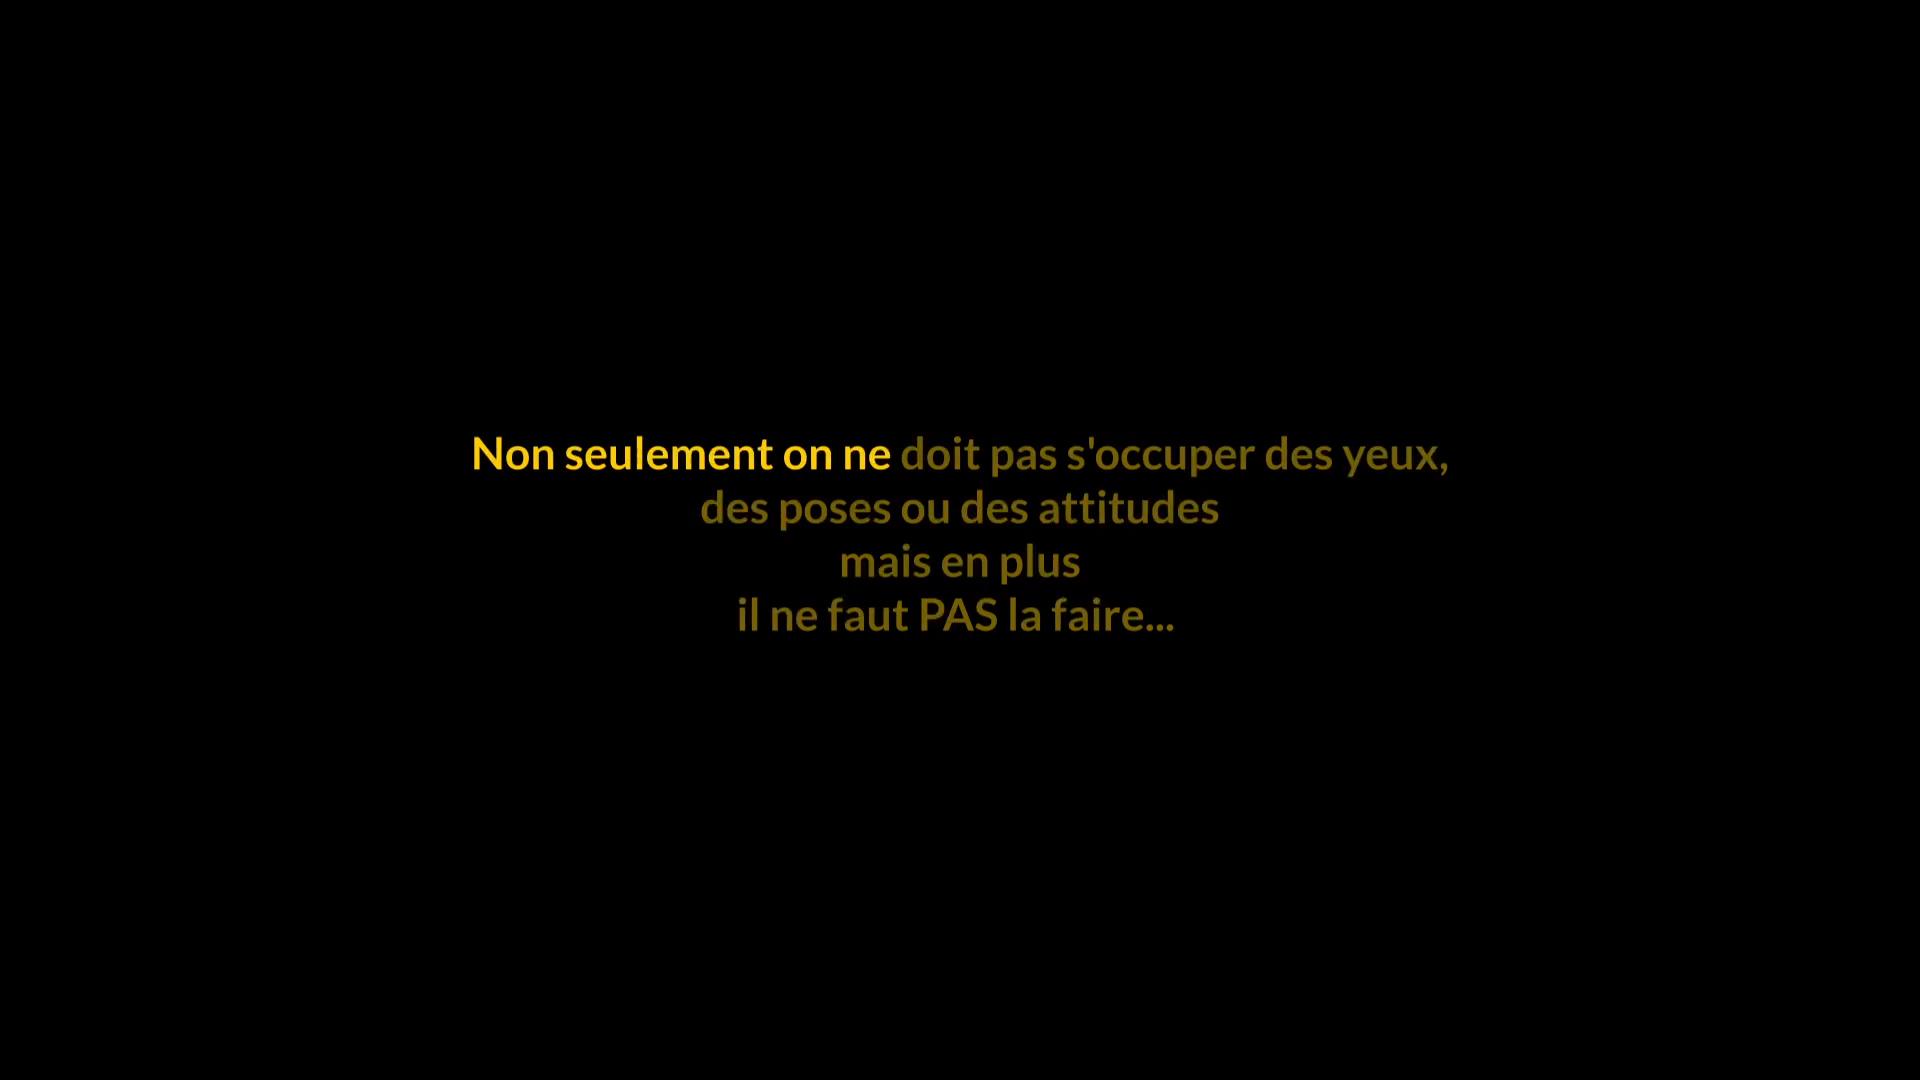 Non seulement on ne doit pas s'occuper des yeux,
des poses ou des attitudes
mais en plus
il ne faut PAS la faire...